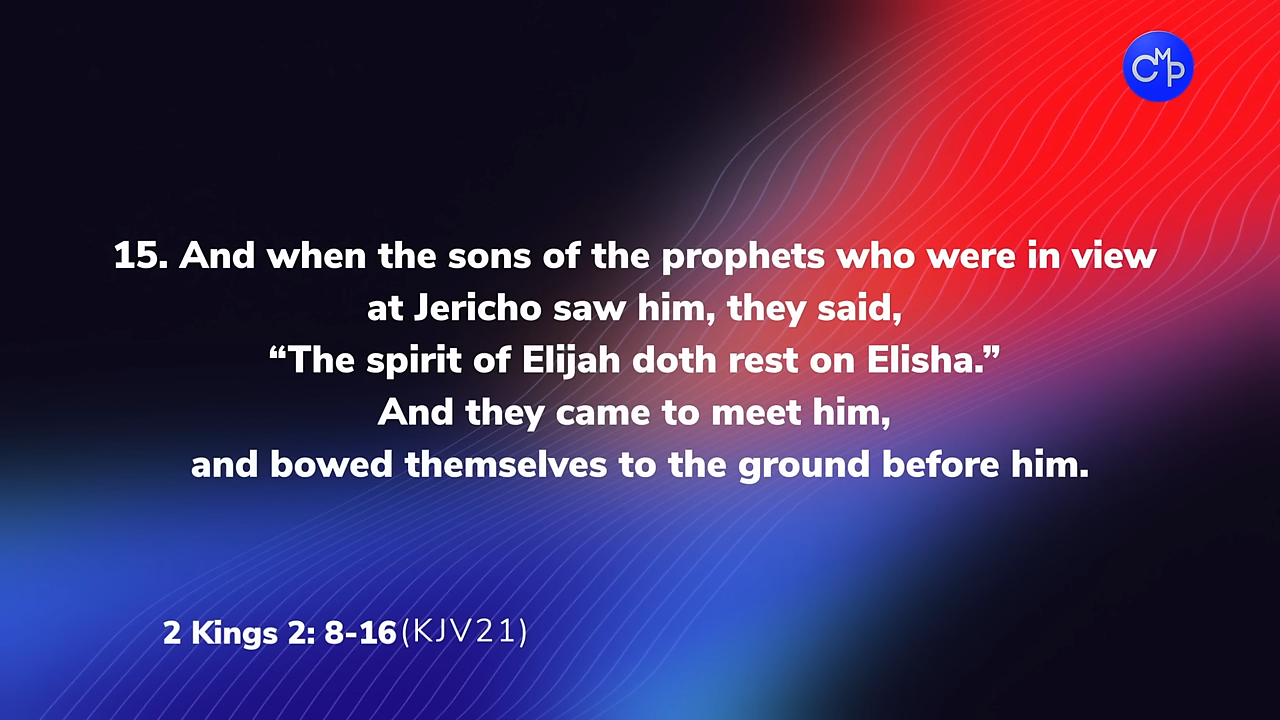 CMP
15. And when the sons of the prophets who were in view
at Jericho saw him, they said,
“The spirit of Elijah doth rest on Elisha.”
And they came to meet him,
and bowed themselves to the ground before him.
2 Kings 2: 8-16 (KJV21)